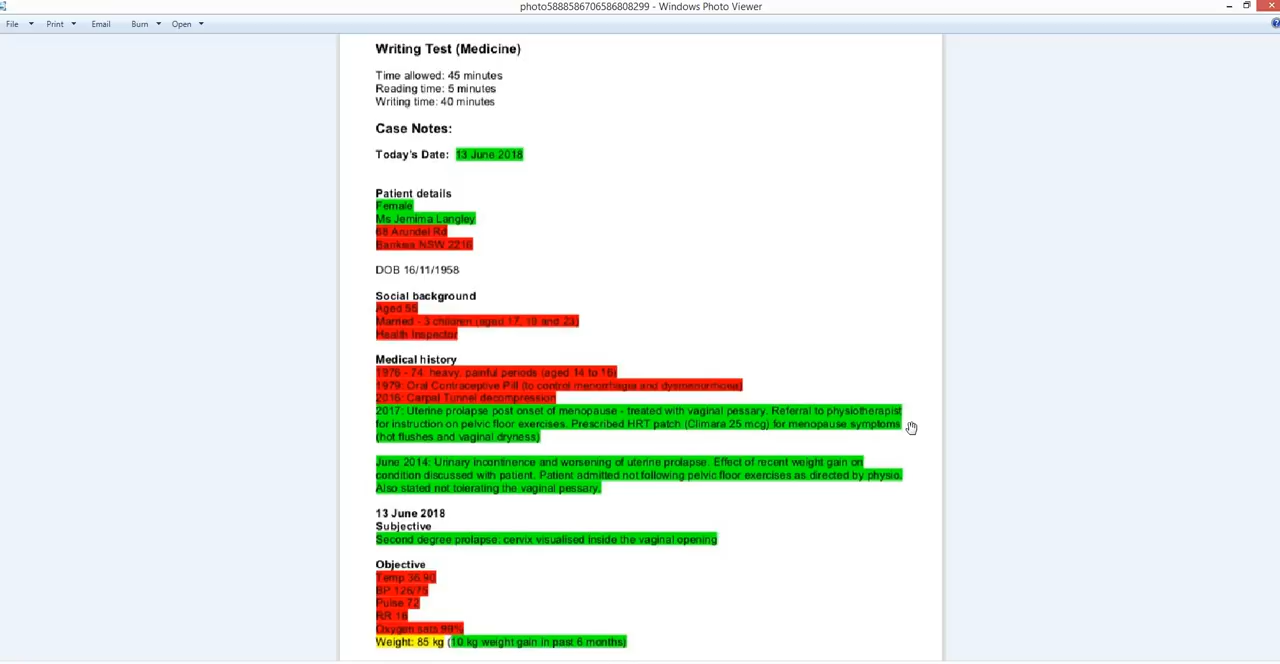 photo5888586706586808299 - Windows Photo Viewer
File Print Email Burn Open
Writing Test (Medicine)
Time allowed: 45 minutes
Reading time: 5 minutes
Writing time: 40 minutes
Case Notes:
Today's Date: 13 June 2018
Patient details
Female
Ms Jemima Langley
68 Arundel Rd
Bankwa NSW 2216
DOB 16/11/1958
Social background
Aged 55
Married - 3 children (aged 17, 19 and 23)
Health Inspector
Medical history
1976 - 74: heavy, painful periods (aged 14 to 16)
1979: Oral Contraceptive Pill (to control menorrhagia and dysmenorrhoea)
2016: Carpal Tunnel decompression
2017: Uterine prolapse post onset of menopause - treated with vaginal pessary. Referral to physiotherapist
for instruction on pelvic floor exercises. Prescribed HRT patch (Climara 25 mcg) for menopause symptoms
(hot flushes and vaginal dryness)
June 2014: Urinary incontinence and worsening of uterine prolapse. Effect of recent weight gain on
condition discussed with patient. Patient admitted not following pelvic floor exercises as directed by physio.
Also stated not tolerating the vaginal pessary.
13 June 2018
Subjective
Second degree prolapse: cervix visualised inside the vaginal opening
Objective
Temp 36.90
BP 126/75
Pulse 72
RR 16
Oxygen sats 99%
Weight: 85 kg (10 kg weight gain in past 6 months)